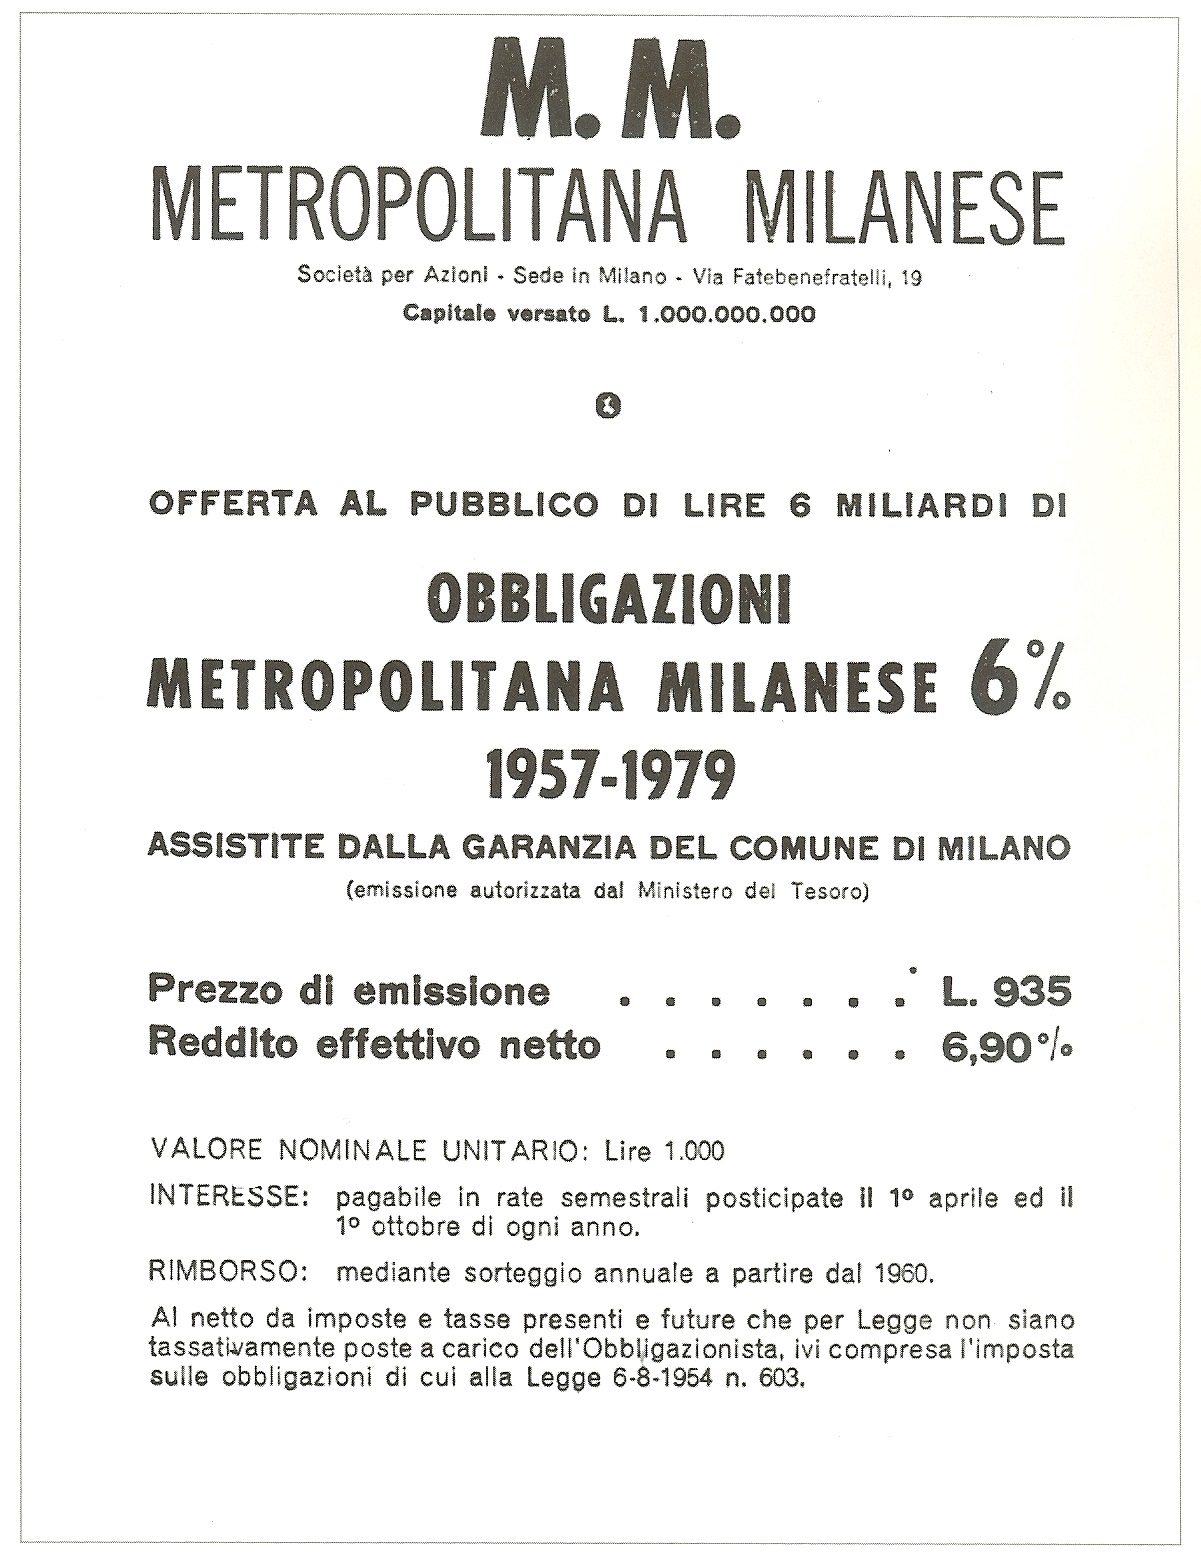 M. M.
METROPOLITANA MILANESE
Società per Azioni - Sede in Milano - Via Fatebenefratelli, 19
Capitale versato L. 1.000.000.000
OFFERTA AL PUBBLICO DI LIRE 6 MILIARDI DI
OBBLIGAZIONI
METROPOLITANA MILANESE 6%
1957-1979
ASSISTITE DALLA GARANZIA DEL COMUNE DI MILANO
(emissione autorizzata dal Ministero del Tesoro)
Prezzo di emissione . . . . . . . L. 935
Reddito effettivo netto . . . . . . 6,90%
VALORE NOMINALE UNITARIO: Lire 1.000
INTERESSE: pagabile in rate semestrali posticipate il 1º aprile ed il
1º ottobre di ogni anno.
RIMBORSO: mediante sorteggio annuale a partire dal 1960.
Al netto da imposte e tasse presenti e future che per Legge non siano
tassativamente poste a carico dell'Obbligazionista, ivi compresa l'imposta
sulle obbligazioni di cui alla Legge 6-8-1954 n. 603.